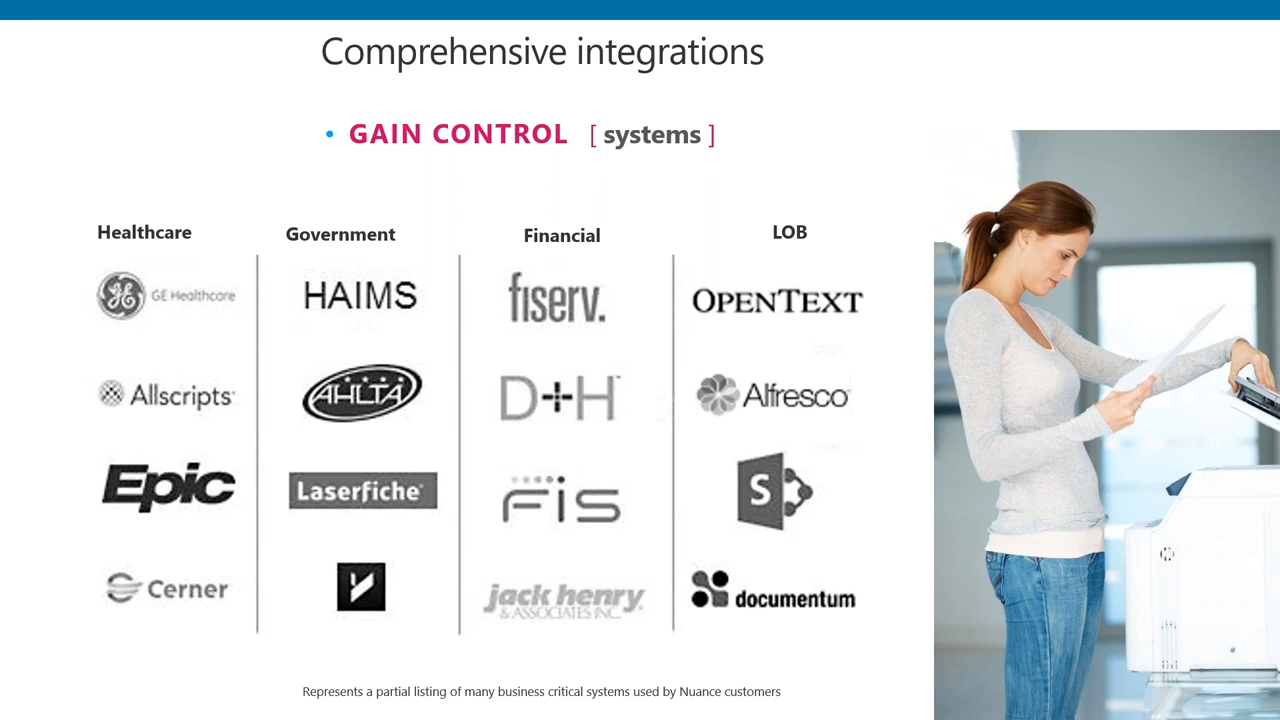 Comprehensive integrations
• GAIN CONTROL [ systems ]
Healthcare
Government
Financial
LOB
GE Healthcare
HAIMS
fiserv.
OPENTEXT
Allscripts
AHLTA
D+H™
Alfresco
Epic
Laserfiche®
FIS
S
Cerner
jack henry
& ASSOCIATES INC.
documentum
Represents a partial listing of many business critical systems used by Nuance customers